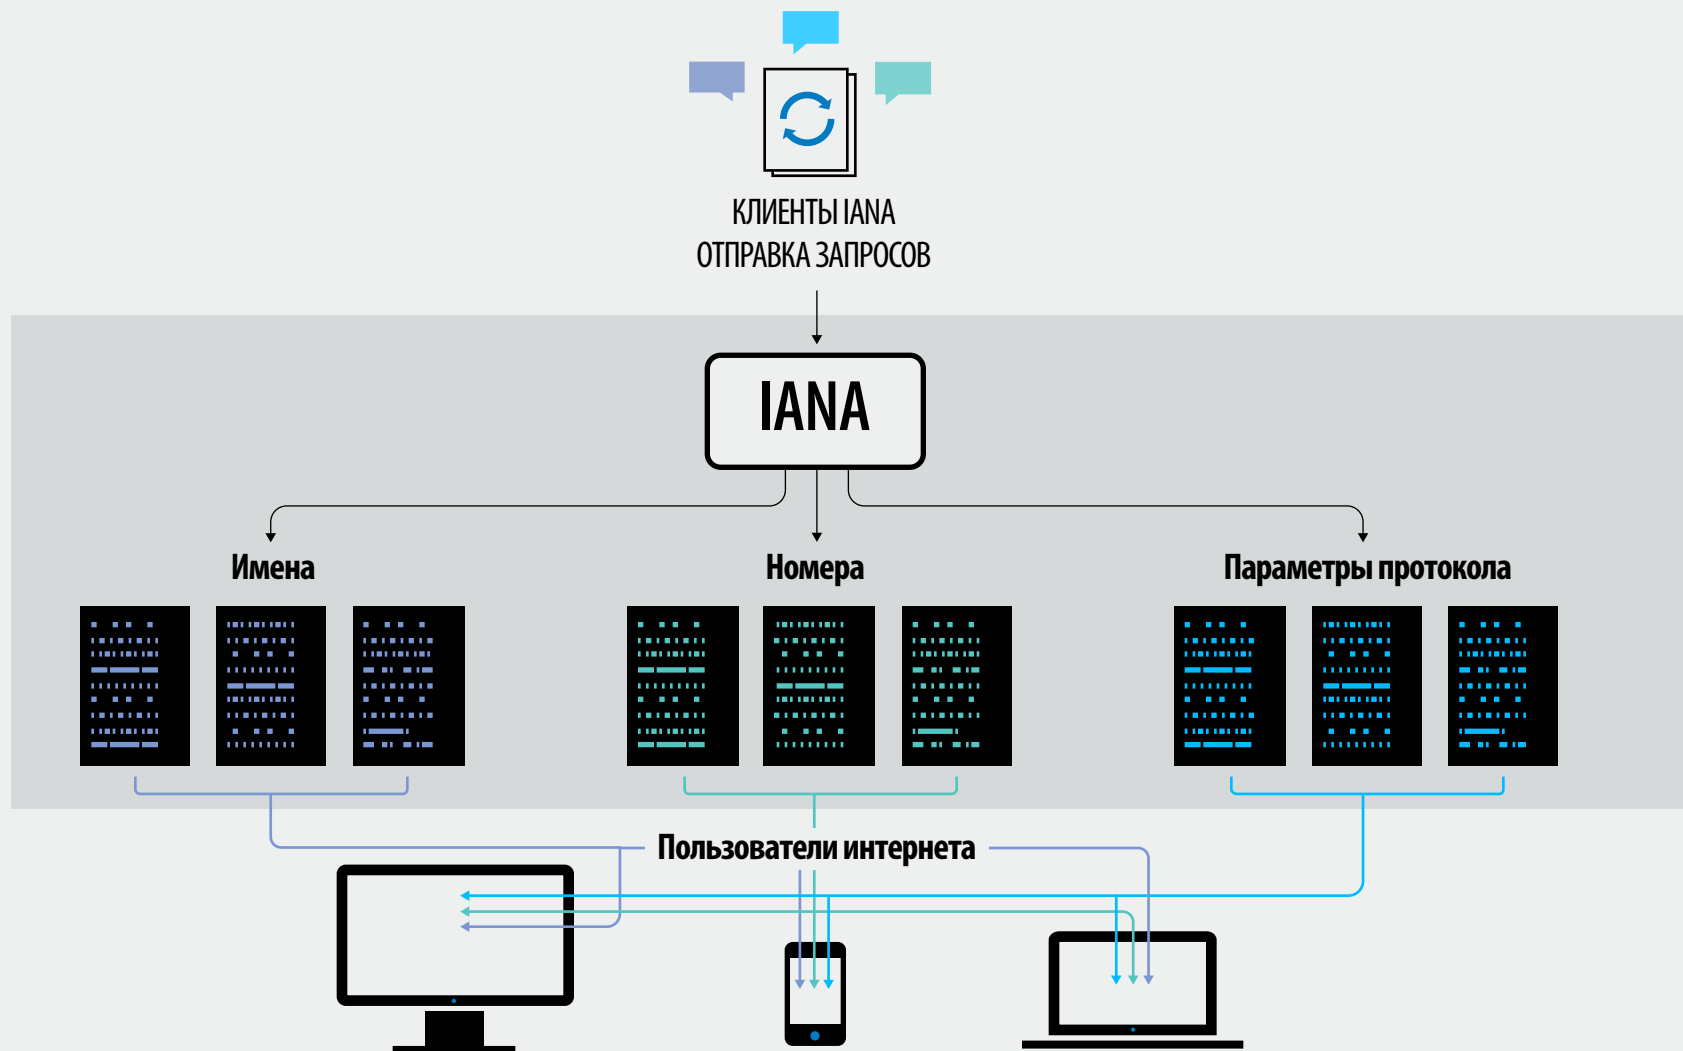 КЛИЕНТЫ IANA
ОТПРАВКА ЗАПРОСОВ
IANA
Имена
Номера
Параметры протокола
Пользователи интернета